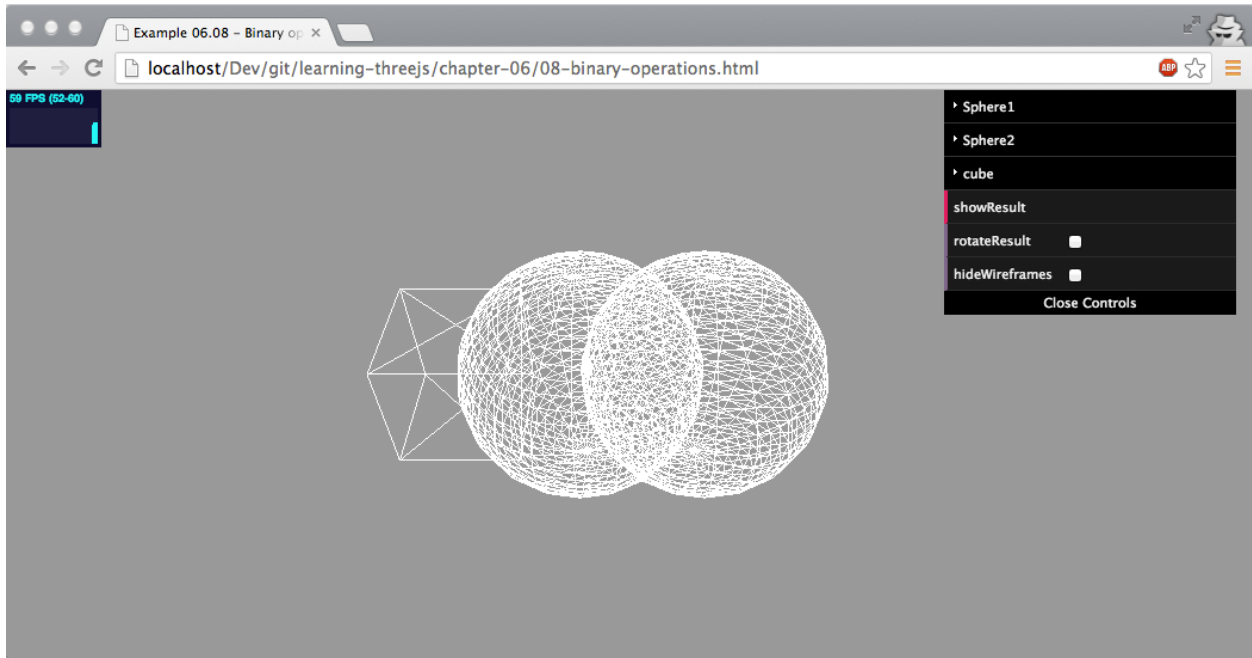 Example 06.08 – Binary op
localhost/Dev/git/learning-threejs/chapter-06/08-binary-operations.html
ABP
59 FPS (52-60)
Sphere1
Sphere2
cube
showResult
rotateResult
hideWireframes
Close Controls